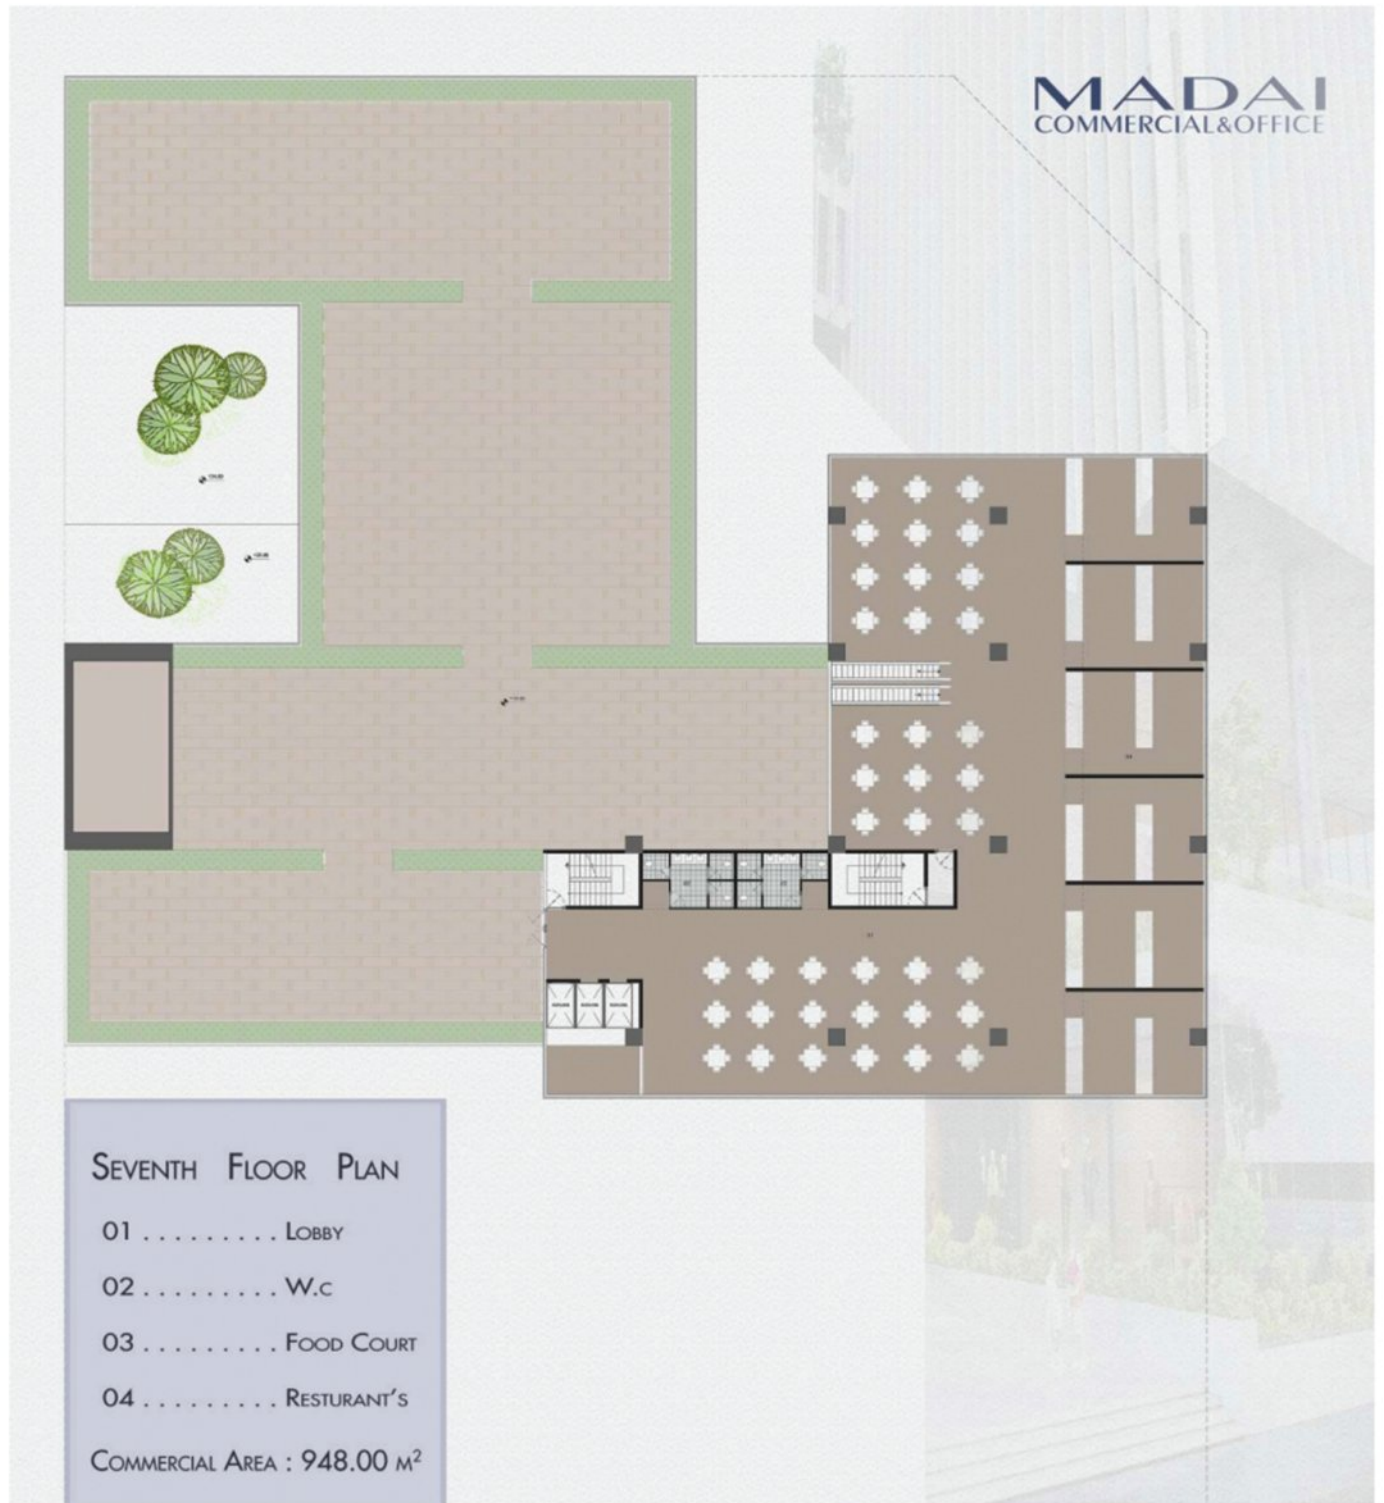 MADAI
COMMERCIAL&OFFICE
SEVENTH FLOOR PLAN
01 . . . . . . . . . LOBBY
02 . . . . . . . . . W.C
03 . . . . . . . . . FOOD COURT
04 . . . . . . . . . RESTURANT'S
COMMERCIAL AREA : 948.00 M²